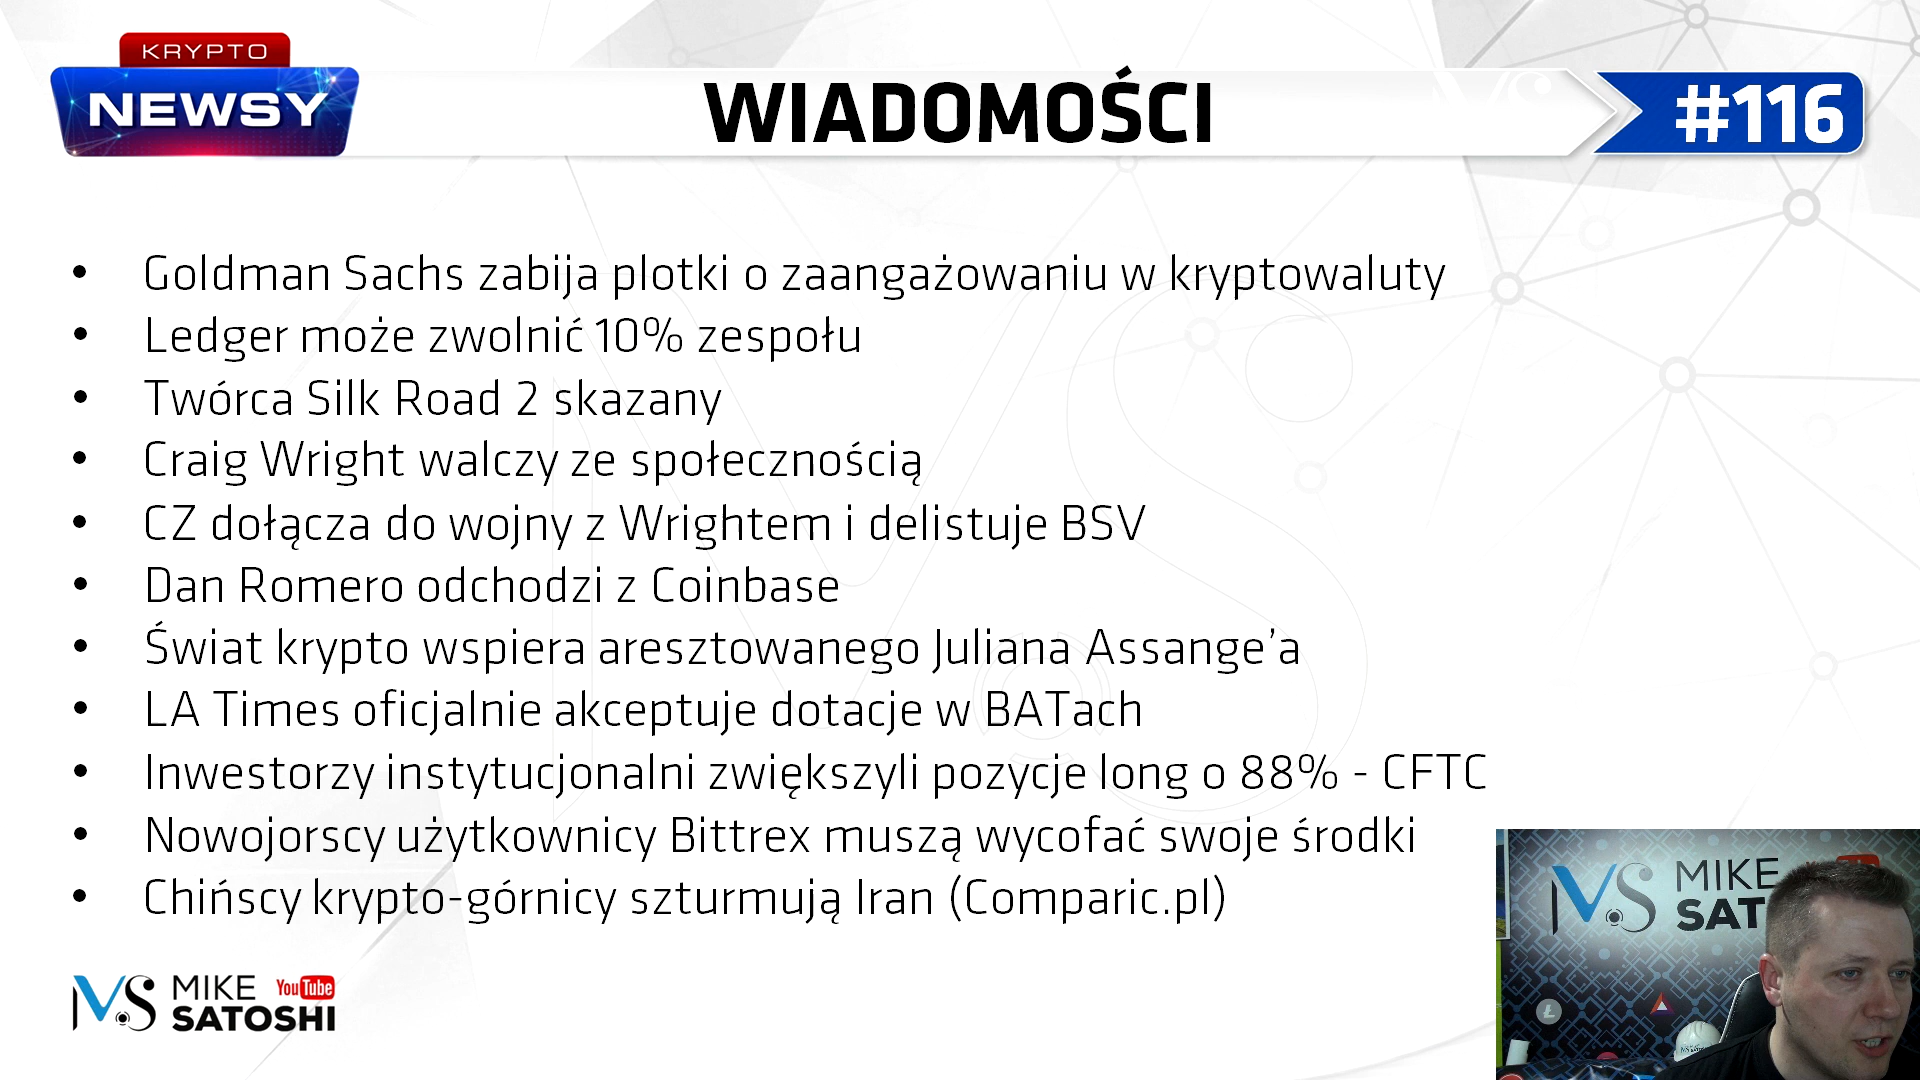 KRYPTO
NEWSY
WIADOMOŚCI
#116
• Goldman Sachs zabija plotki o zaangażowaniu w kryptowaluty
• Ledger może zwolnić 10% zespołu
• Twórca Silk Road 2 skazany
• Craig Wright walczy ze społecznością
• CZ dołącza do wojny z Wrightem i delistuje BSV
• Dan Romero odchodzi z Coinbase
• Świat krypto wspiera aresztowanego Juliana Assange’a
• LA Times oficjalnie akceptuje dotacje w BATach
• Inwestorzy instytucjonalni zwiększyli pozycje long o 88% - CFTC
• Nowojorscy użytkownicy Bittrex muszą wycofać swoje środki
• Chińscy krypto-górnicy szturmują Iran (Comparic.pl)
MS MIKE YouTube
SATOSHI
MS MIKE
SAT